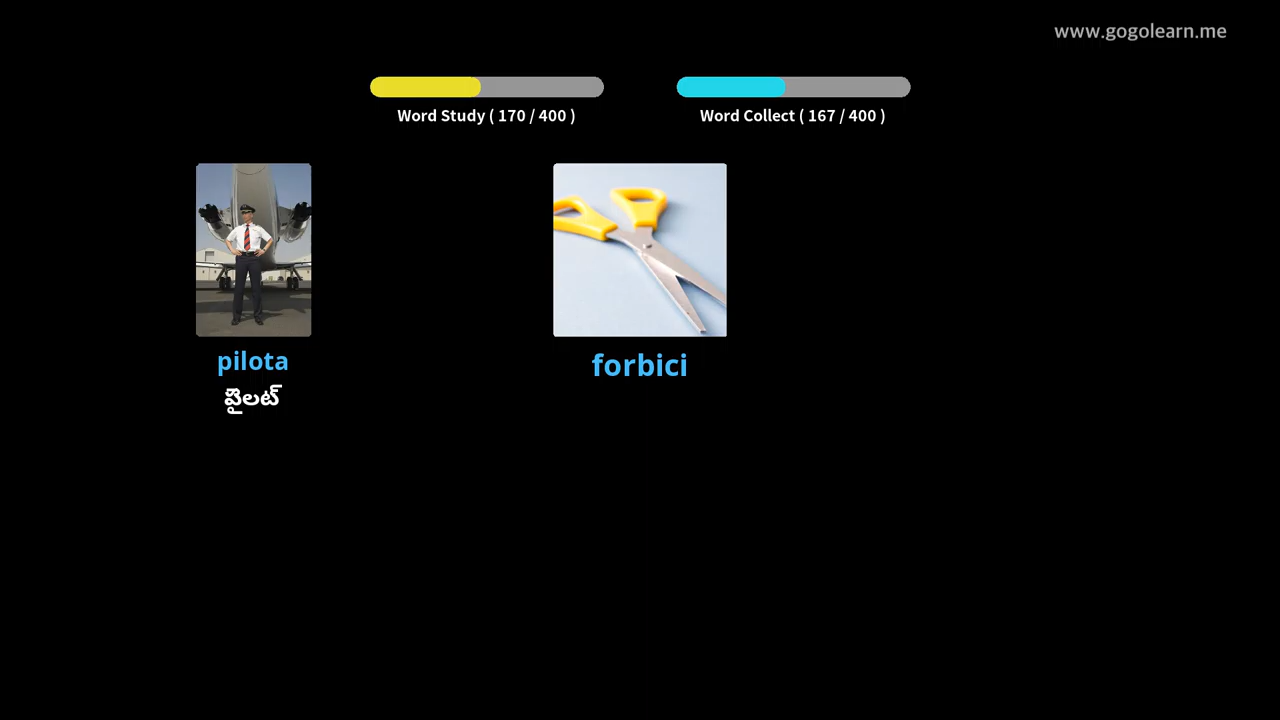 www.gogolearn.me
Word Study ( 170 / 400 )
Word Collect ( 167 / 400 )
pilota
పైలట్
forbici